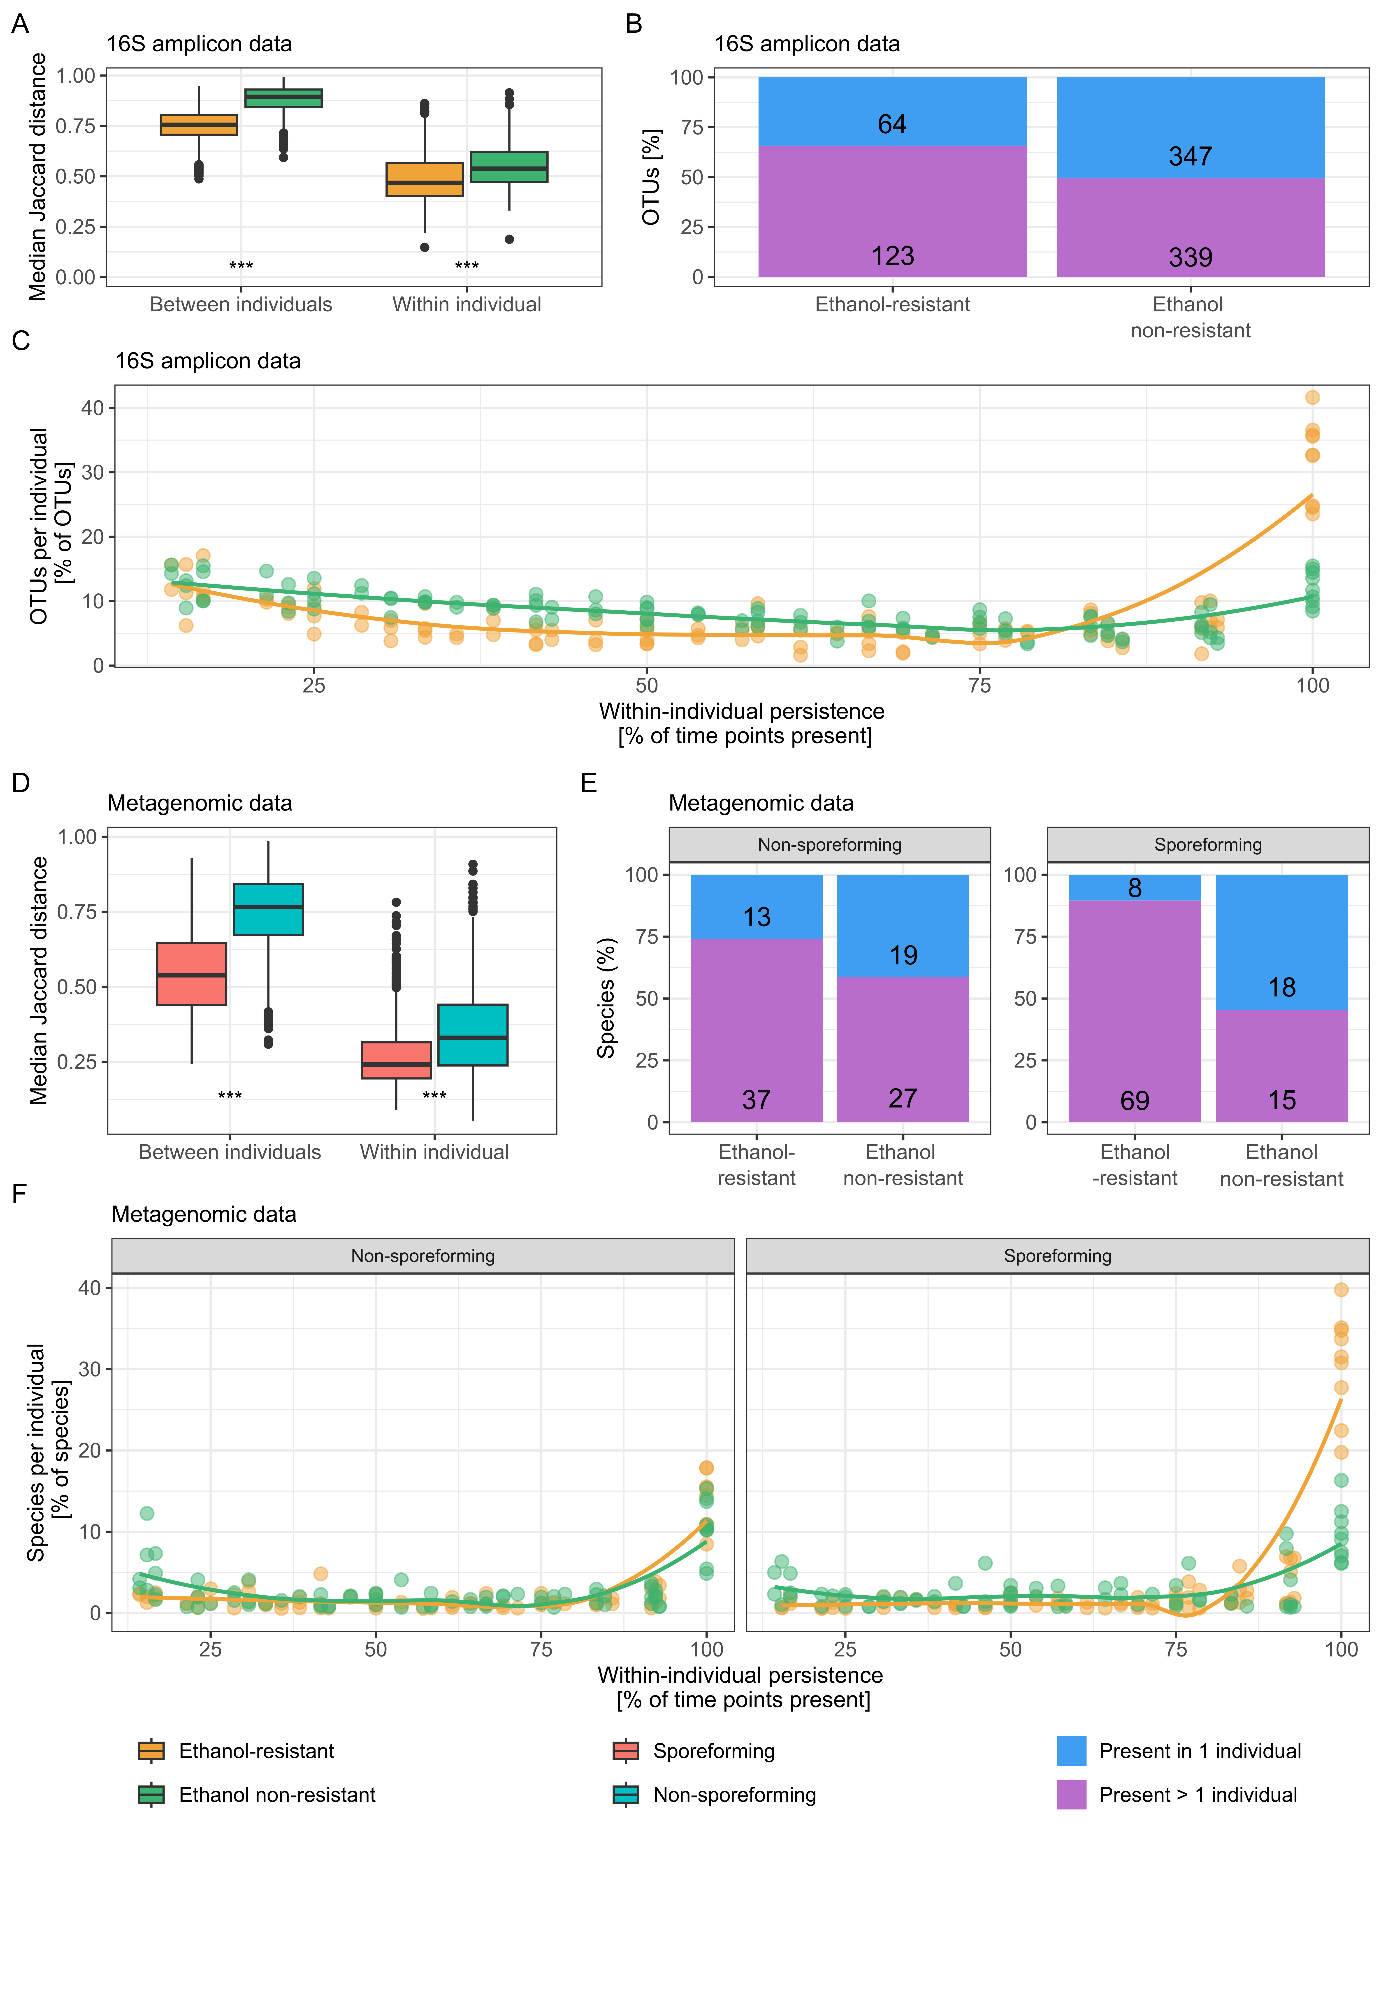 A
16S amplicon data
Median Jaccard distance
1.00
0.75
0.50
0.25
0.00
***
***
Between individuals
Within individual
B
16S amplicon data
OTUs [%]
100
75
50
25
0
64
123
347
339
Ethanol-resistant
Ethanol
non-resistant
C
16S amplicon data
OTUs per individual
[% of OTUs]
40
30
20
10
0
25
50
75
100
Within-individual persistence
[% of time points present]
D
Metagenomic data
Median Jaccard distance
1.00
0.75
0.50
0.25
***
***
Between individuals
Within individual
E
Metagenomic data
Non-sporeforming
Sporeforming
Species (%)
100
75
50
25
0
13
37
19
27
Ethanol-
resistant
Ethanol
non-resistant
100
75
50
25
0
8
69
18
15
Ethanol
-resistant
Ethanol
non-resistant
F
Metagenomic data
Non-sporeforming
Sporeforming
Species per individual
[% of species]
40
30
20
10
0
25
50
75
100
25
50
75
100
Within-individual persistence
[% of time points present]
Ethanol-resistant
Ethanol non-resistant
Sporeforming
Non-sporeforming
Present in 1 individual
Present > 1 individual